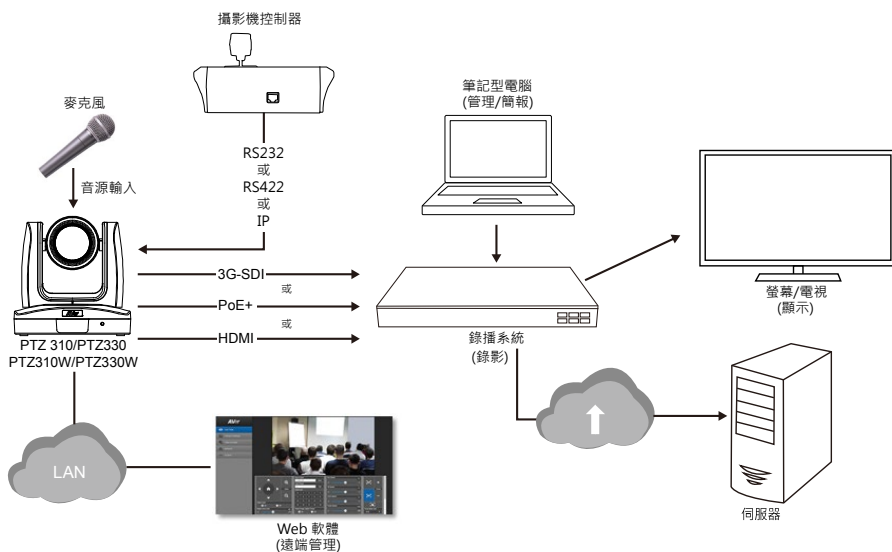 攝影機控制器
麥克風
音源輸入
RS232
或
RS422
或
IP
筆記型電腦
(管理/簡報)
3G-SDI
或
PoE+
或
HDMI
AVer
PTZ 310/PTZ330
PTZ310W/PTZ330W
錄播系統
(錄影)
螢幕/電視
(顯示)
LAN
AVer
Web 軟體
(遠端管理)
伺服器